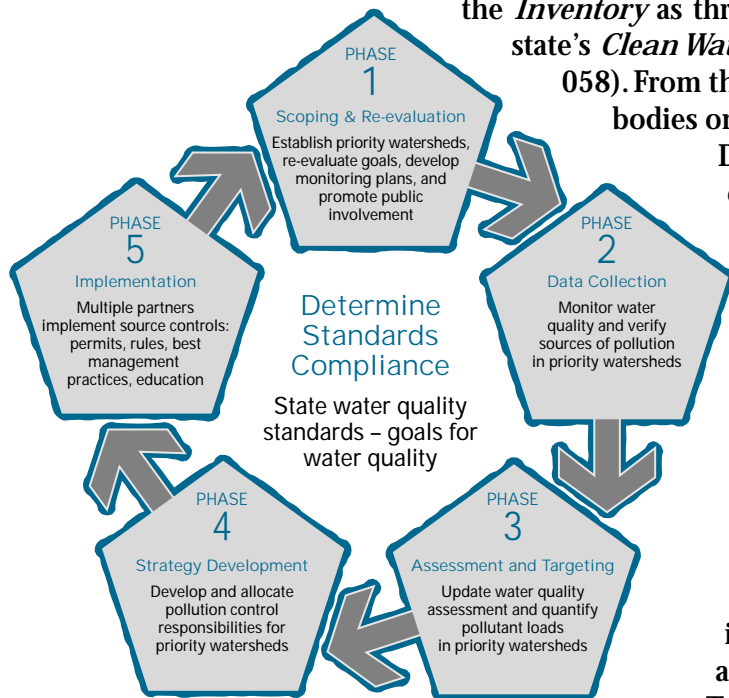 the Inventory as
state's Clean
058). From
bodies
PHASE
1
Scoping & Re-evaluation
Establish priority watersheds,
re-evaluate goals, develop
monitoring plans, and
promote public
involvement
PHASE
2
Data Collection
Monitor water
quality and verify
sources of pollution
in priority watersheds
PHASE
3
Assessment and Targeting
Update water quality
assessment and quantify
pollutant loads
in priority watersheds
PHASE
4
Strategy Development
Develop and allocate
pollution control
responsibilities for
priority watersheds
PHASE
5
Implementation
Multiple partners
implement source controls:
permits, rules, best
management
practices, education
Determine
Standards
Compliance
State water quality
standards – goals for
water quality